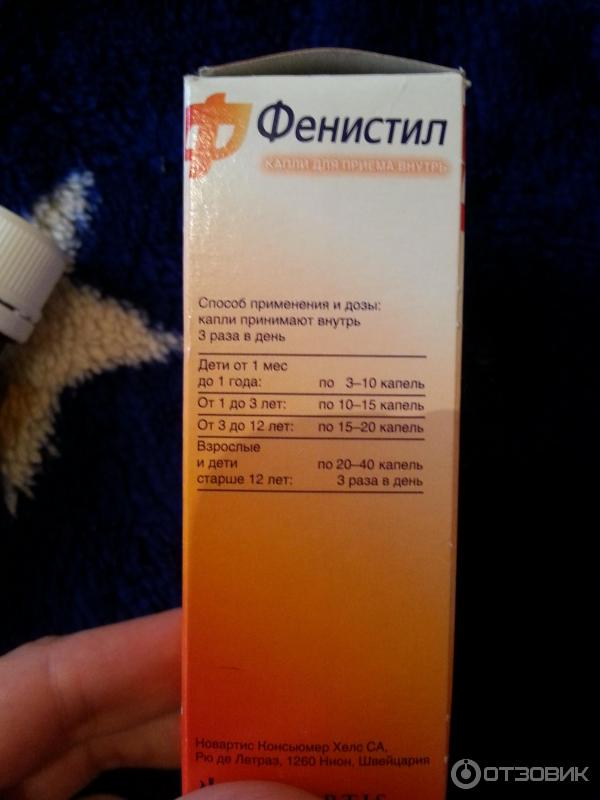 Фенистил
КАПЛИ ДЛЯ ПРИЕМА ВНУТРЬ
Способ применения и дозы:
капли принимают внутрь
3 раза в день
Дети от 1 мес
до 1 года: по 3–10 капель
От 1 до 3 лет: по 10–15 капель
От 3 до 12 лет: по 15–20 капель
Взрослые
и дети по 20–40 капель
старше 12 лет: 3 раза в день
Новартис Консьюмер Хелс СА,
Рю де Летраз, 1260 Нион, Швейцария
ОТЗОВИК